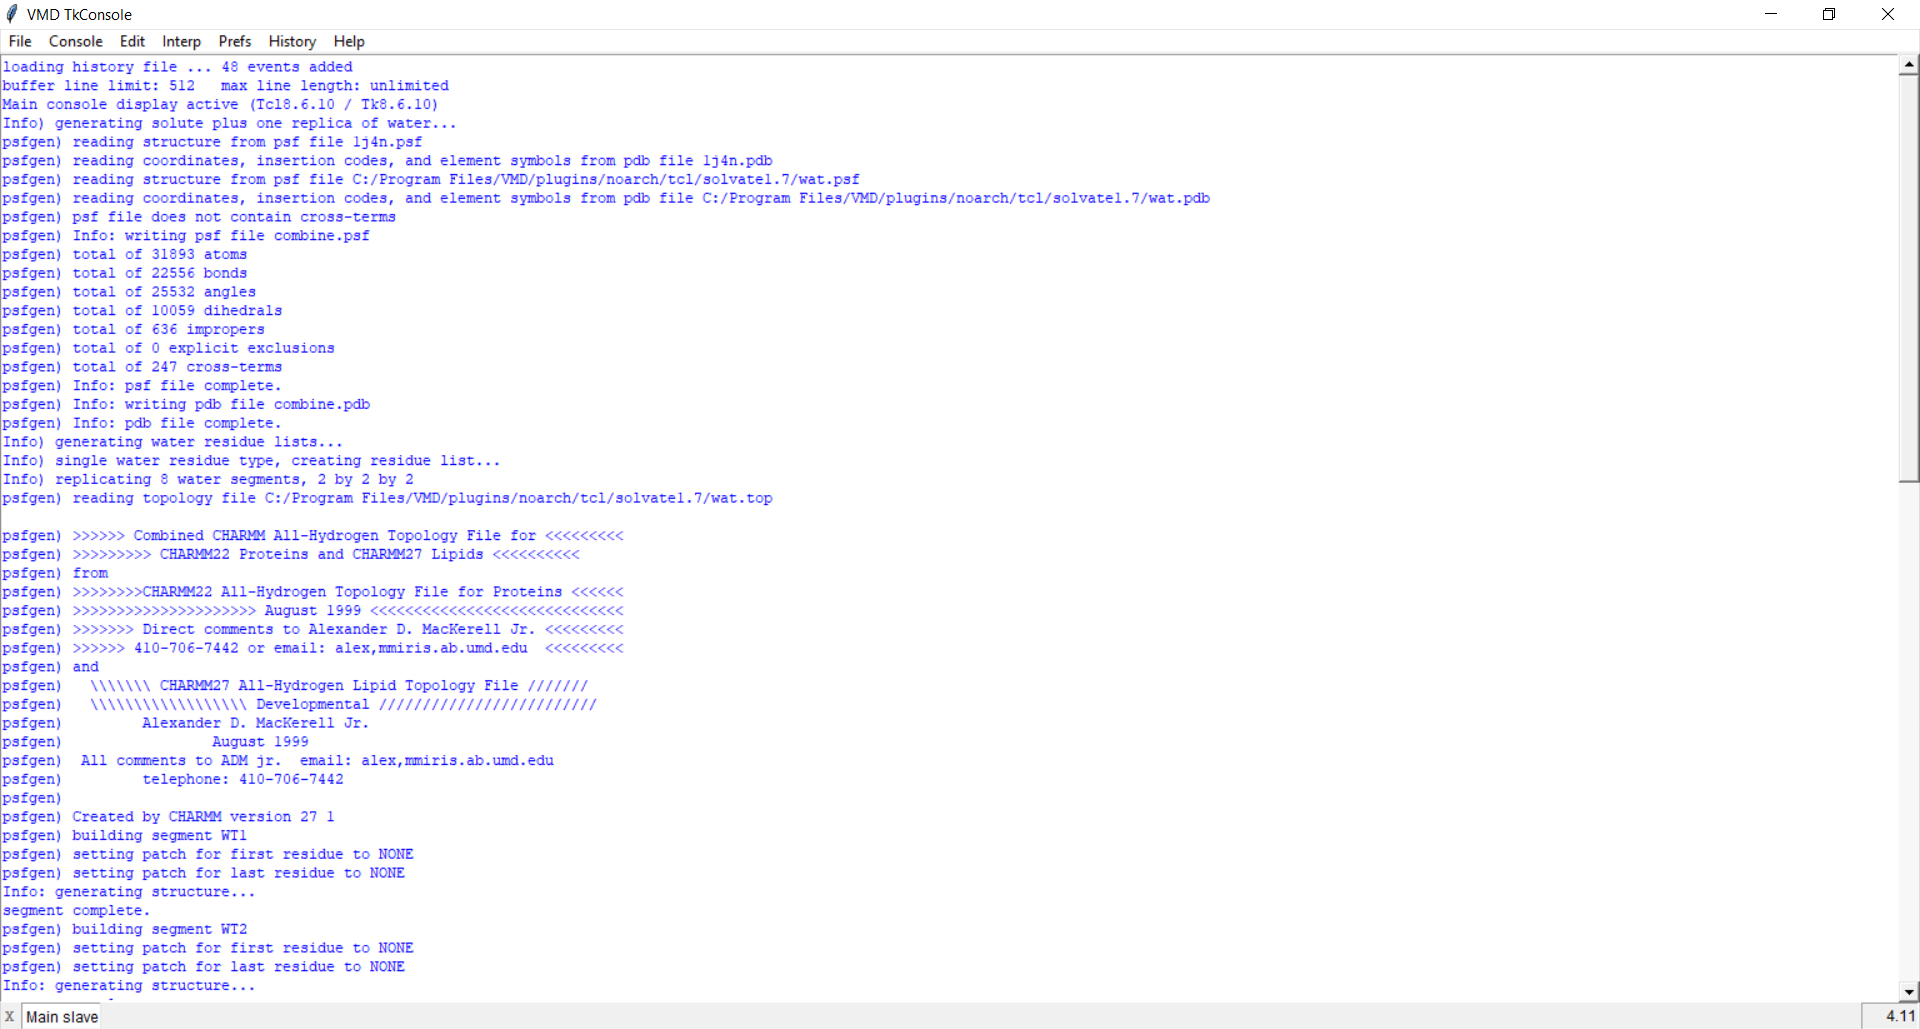 VMD TkConsole
File Console Edit Interp Prefs History Help
loading history file ... 48 events added
buffer line limit: 512   max line length: unlimited
Main console display active (Tcl8.6.10 / Tk8.6.10)
Info) generating solute plus one replica of water...
psfgen) reading structure from psf file 1j4n.psf
psfgen) reading coordinates, insertion codes, and element symbols from pdb file 1j4n.pdb
psfgen) reading structure from psf file C:/Program Files/VMD/plugins/noarch/tcl/solvate1.7/wat.psf
psfgen) reading coordinates, insertion codes, and element symbols from pdb file C:/Program Files/VMD/plugins/noarch/tcl/solvate1.7/wat.pdb
psfgen) psf file does not contain cross-terms
psfgen) Info: writing psf file combine.psf
psfgen) total of 31893 atoms
psfgen) total of 22556 bonds
psfgen) total of 25532 angles
psfgen) total of 10059 dihedrals
psfgen) total of 636 impropers
psfgen) total of 0 explicit exclusions
psfgen) total of 247 cross-terms
psfgen) Info: psf file complete.
psfgen) Info: writing pdb file combine.pdb
psfgen) Info: pdb file complete.
Info) generating water residue lists...
Info) single water residue type, creating residue list...
Info) replicating 8 water segments, 2 by 2 by 2
psfgen) reading topology file C:/Program Files/VMD/plugins/noarch/tcl/solvate1.7/wat.top
psfgen) >>>>>> Combined CHARMM All-Hydrogen Topology File for <<<<<<<<<
psfgen) >>>>>>>>> CHARMM22 Proteins and CHARMM27 Lipids <<<<<<<<<<
psfgen) from
psfgen) >>>>>>>>CHARMM22 All-Hydrogen Topology File for Proteins <<<<<<
psfgen) >>>>>>>>>>>>>>>>>>>>> August 1999 <<<<<<<<<<<<<<<<<<<<<<<<<<<<<
psfgen) >>>>>>> Direct comments to Alexander D. MacKerell Jr. <<<<<<<<<
psfgen) >>>>>> 410-706-7442 or email: alex,mmiris.ab.umd.edu  <<<<<<<<<
psfgen) and
psfgen)   \\\\\\\ CHARMM27 All-Hydrogen Lipid Topology File ///////
psfgen)   \\\\\\\\\\\\\\\\\\ Developmental /////////////////////////
psfgen)         Alexander D. MacKerell Jr.
psfgen)                 August 1999
psfgen)  All comments to ADM jr.  email: alex,mmiris.ab.umd.edu
psfgen)         telephone: 410-706-7442
psfgen)
psfgen) Created by CHARMM version 27 1
psfgen) building segment WT1
psfgen) setting patch for first residue to NONE
psfgen) setting patch for last residue to NONE
Info: generating structure...
segment complete.
psfgen) building segment WT2
psfgen) setting patch for first residue to NONE
psfgen) setting patch for last residue to NONE
Info: generating structure...
X Main slave 4.11